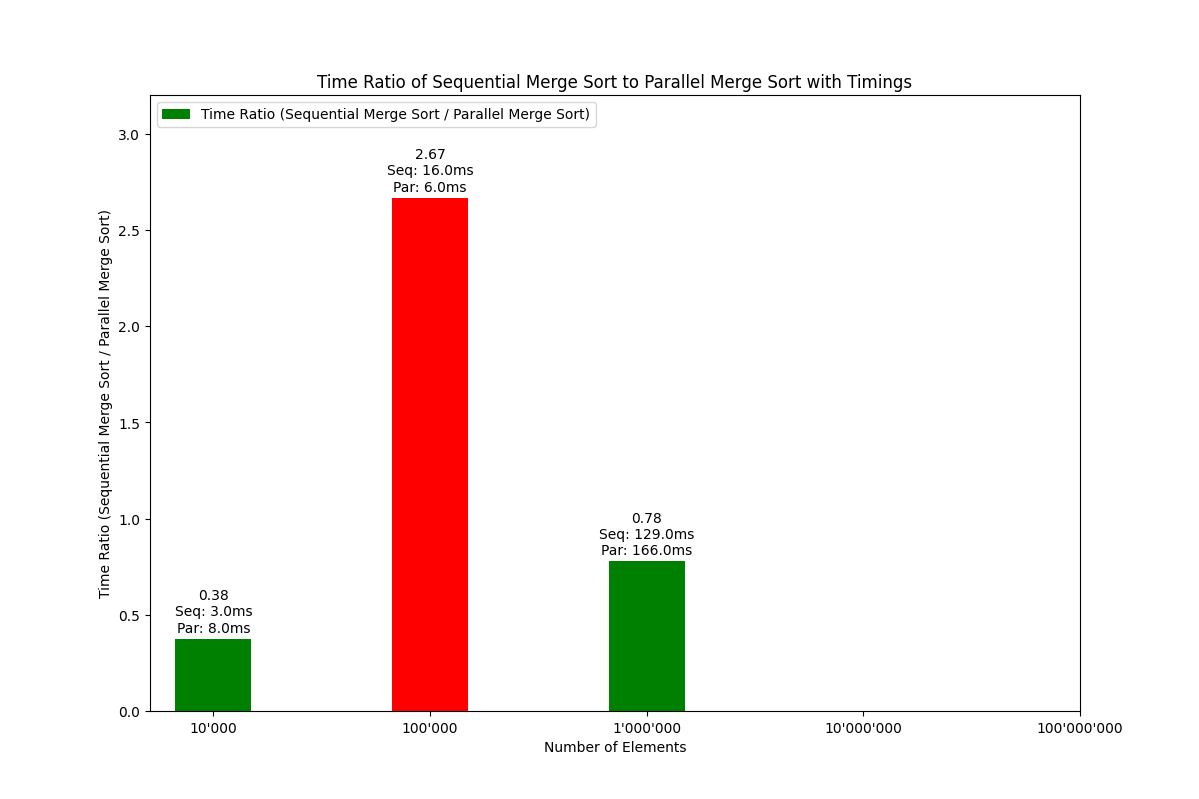 Time Ratio of Sequential Merge Sort to Parallel Merge Sort with Timings
Time Ratio (Sequential Merge Sort / Parallel Merge Sort)
Time Ratio (Sequential Merge Sort / Parallel Merge Sort)
3.0
2.5
2.0
1.5
1.0
0.5
0.0
2.67
Seq: 16.0ms
Par: 6.0ms
0.78
Seq: 129.0ms
Par: 166.0ms
0.38
Seq: 3.0ms
Par: 8.0ms
10'000
100'000
1'000'000
10'000'000
100'000'000
Number of Elements